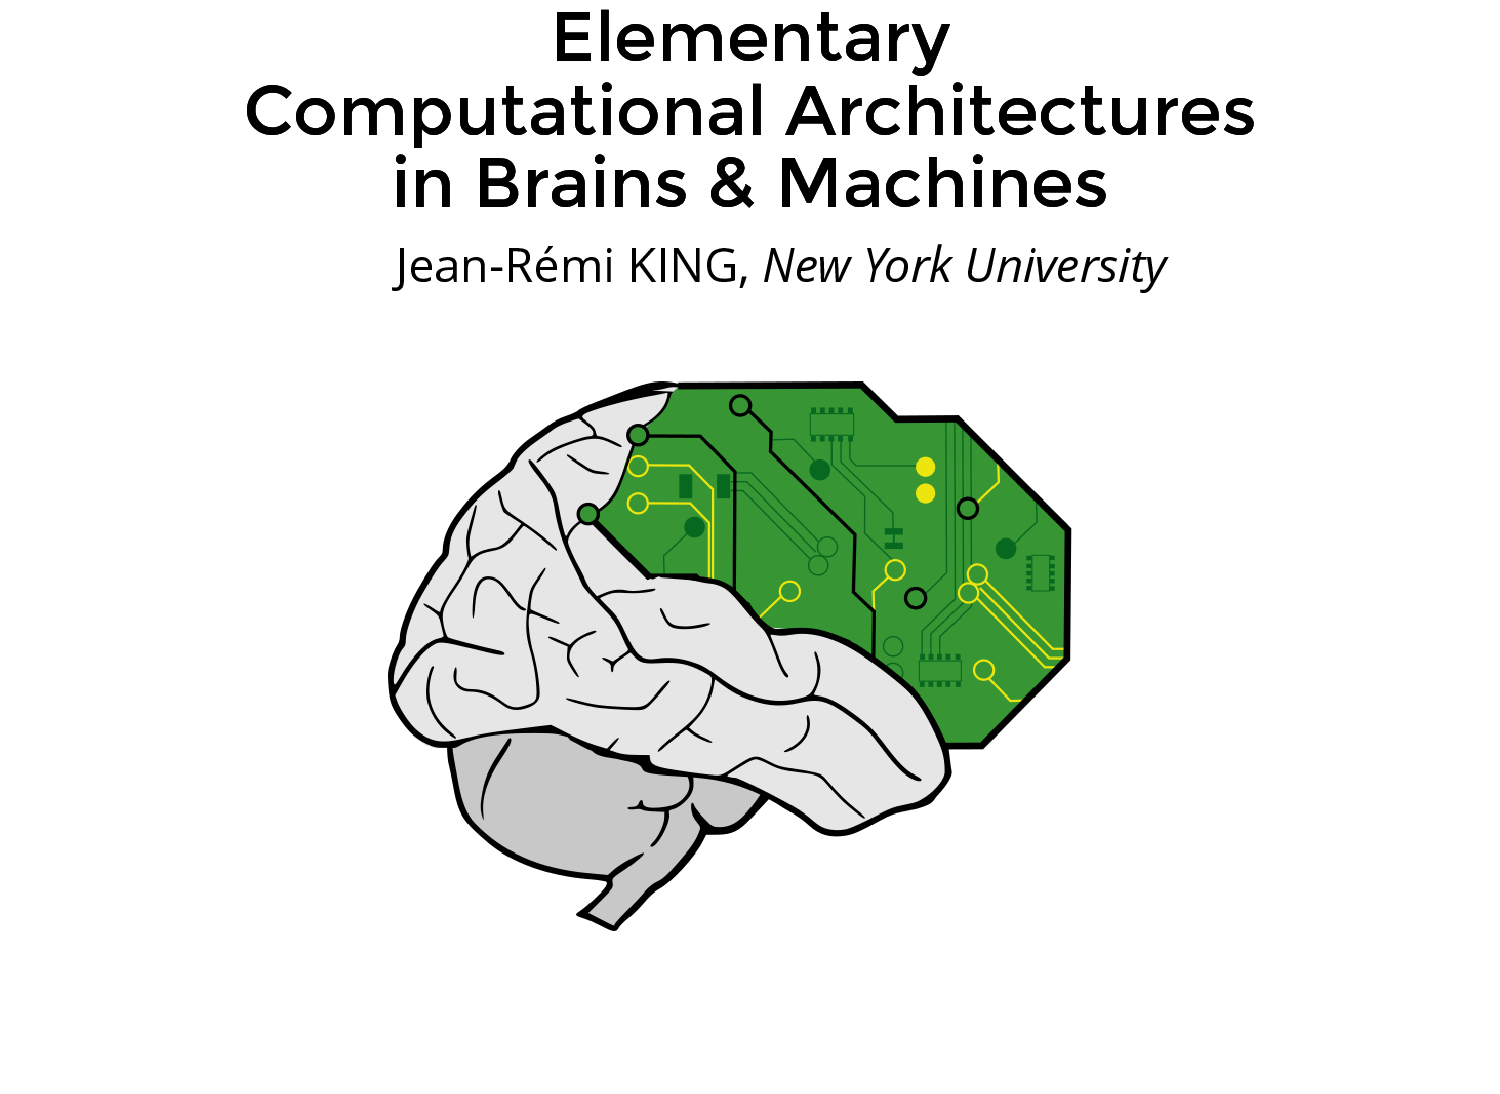 Elementary
Computational Architectures
in Brains & Machines
Jean-Rémi KING, New York University